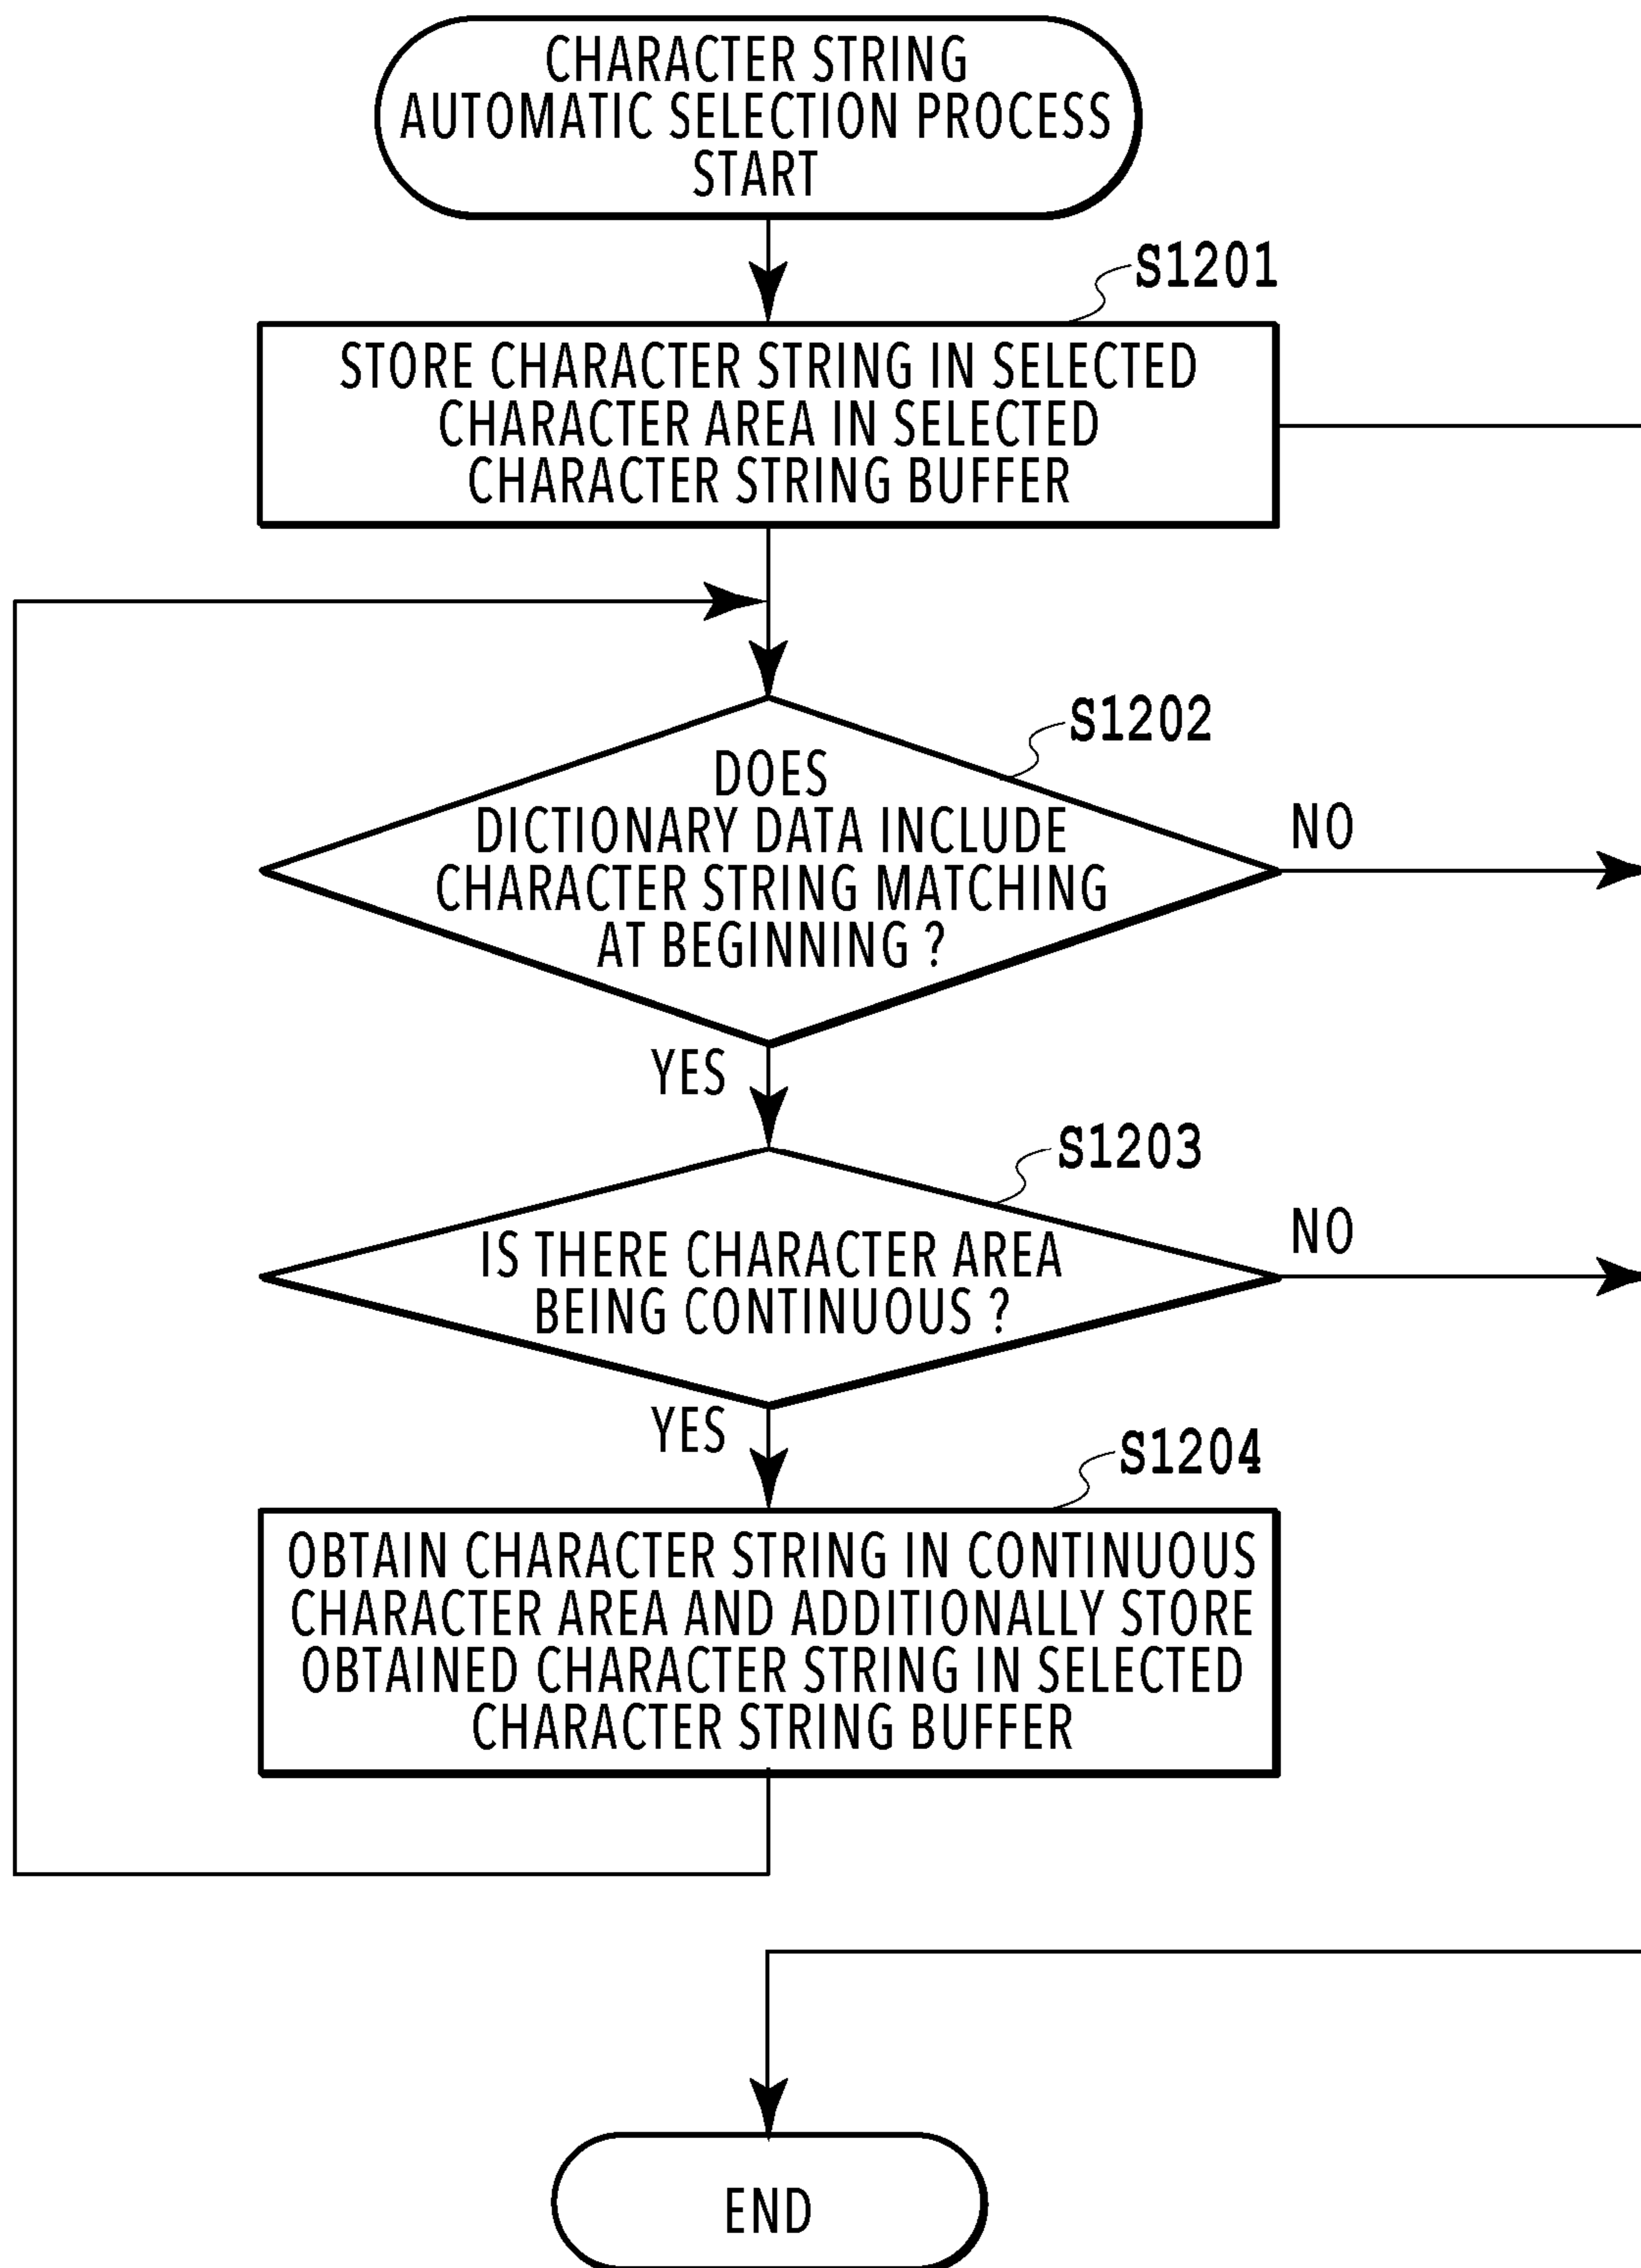 CHARACTER STRING
AUTOMATIC SELECTION PROCESS
START
S1201
STORE CHARACTER STRING IN SELECTED
CHARACTER AREA IN SELECTED
CHARACTER STRING BUFFER
S1202
DOES
DICTIONARY DATA INCLUDE
CHARACTER STRING MATCHING
AT BEGINNING ?
NO
YES
S1203
IS THERE CHARACTER AREA
BEING CONTINUOUS ?
NO
YES
S1204
OBTAIN CHARACTER STRING IN CONTINUOUS
CHARACTER AREA AND ADDITIONALLY STORE
OBTAINED CHARACTER STRING IN SELECTED
CHARACTER STRING BUFFER
END